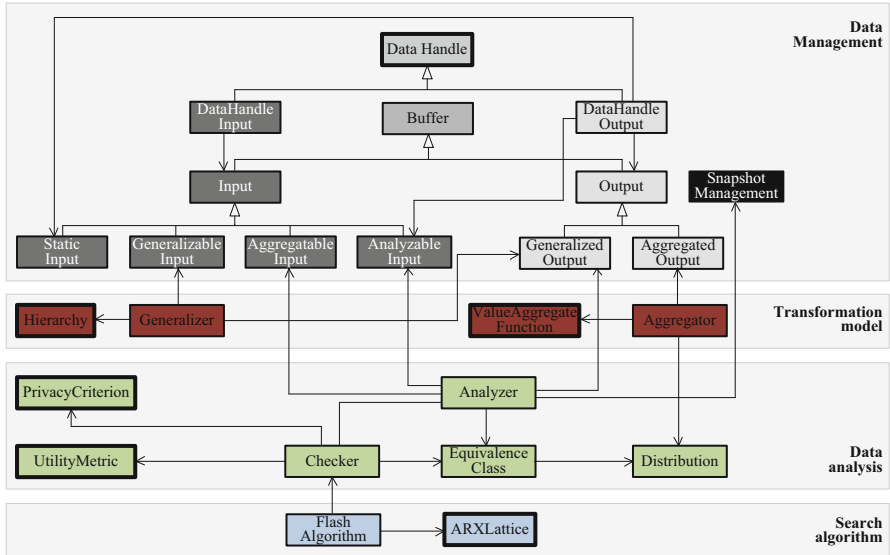 Data
Management
Data Handle
DataHandle
Input
Buffer
DataHandle
Output
Input
Output
Snapshot
Management
Static
Input
Generalizable
Input
Aggregatable
Input
Analyzable
Input
Generalized
Output
Aggregated
Output
Transformation
model
Hierarchy
Generalizer
ValueAggregate
Function
Aggregator
PrivacyCriterion
Analyzer
UtilityMetric
Checker
Equivalence
Class
Distribution
Data
analysis
Flash
Algorithm
ARXLattice
Search
algorithm